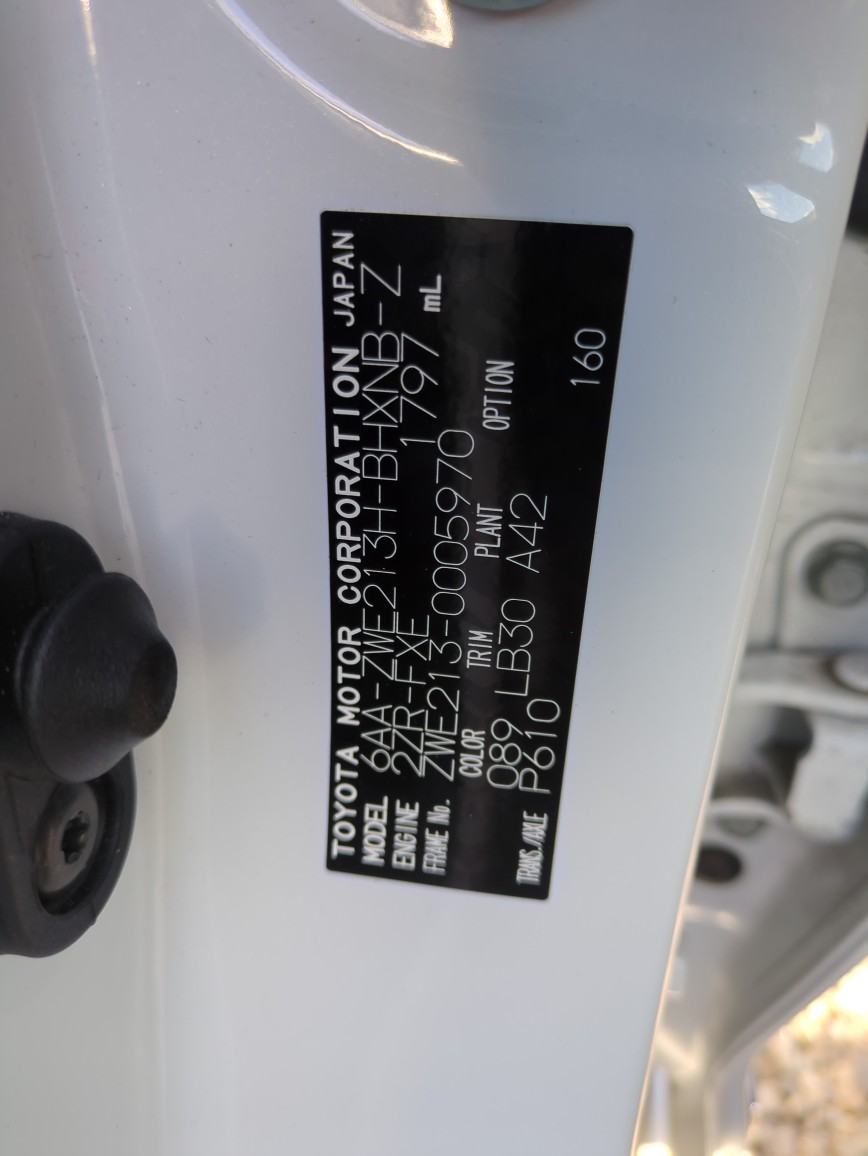 TOYOTA MOTOR CORPORATION JAPAN
MODEL 6AA-ZWE213H-BHXNB-Z
ENGINE 2ZR-FXE 1797 mL
FRAME No. ZWE213-0005970
COLOR TRIM PLANT OPTION
089 LB30 A42
TRANS./AXLE P610 160